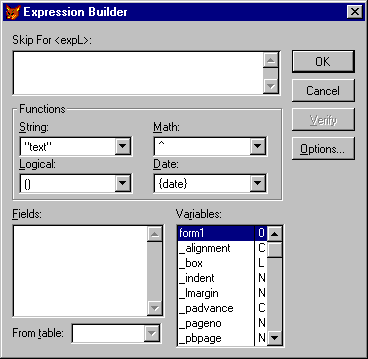 Expression Builder
Skip For <expL>:
OK
Cancel
Verify
Options...
Functions
String:
Math:
"text"
^
Logical:
Date:
()
{date}
Fields:
Variables:
form1 O
_alignment C
_box L
_indent N
_lmargin N
_padvance C
_pageno N
_pbpage N
From table: